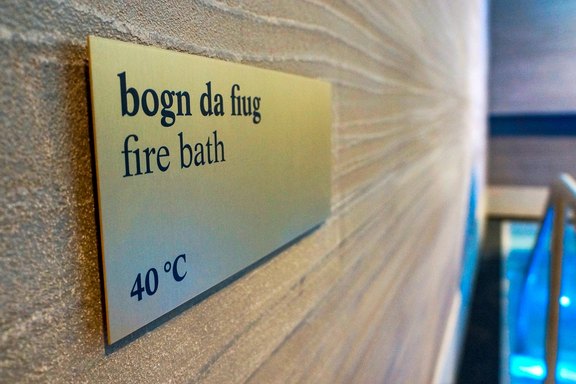 bogn da fiug
fire bath
40 °C